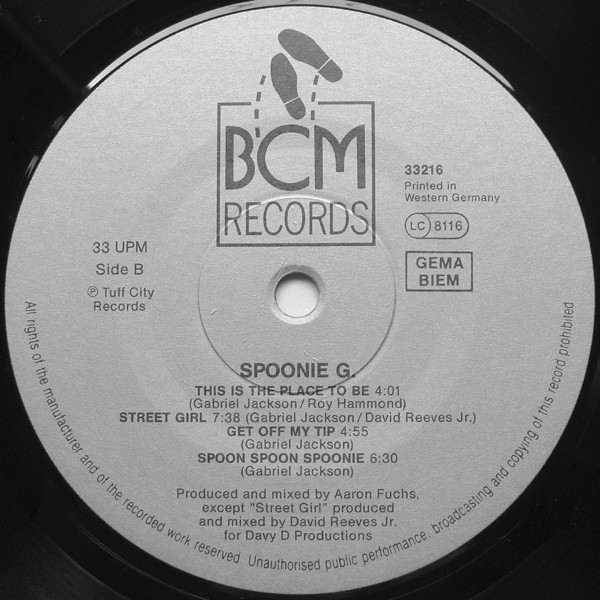 BCM
RECORDS
33216
Printed in
Western Germany
LC 8116
GEMA
BIEM
33 UPM
Side B
℗ Tuff City
Records
SPOONIE G.
THIS IS THE PLACE TO BE 4:01
(Gabriel Jackson/Roy Hammond)
STREET GIRL 7:38 (Gabriel Jackson/David Reeves Jr.)
GET OFF MY TIP 4:55
(Gabriel Jackson)
SPOON SPOON SPOONIE 6:30
(Gabriel Jackson)
Produced and mixed by Aaron Fuchs,
except "Street Girl" produced
and mixed by David Reeves Jr.
for Davy D Productions
All rights of the manufacturer and of the recorded work reserved Unauthorised public performance, broadcasting and copying of this record prohibited